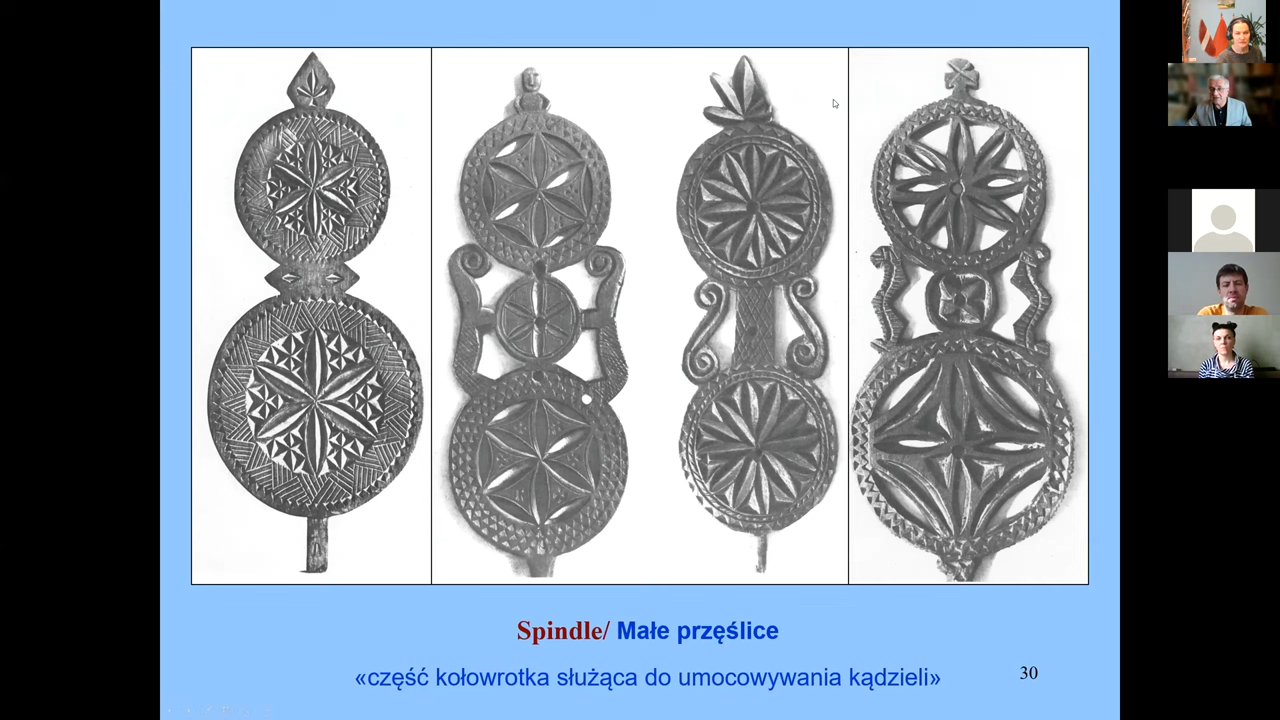 Spindle/ Małe przęślice
«część kołowrotka służąca do umocowywania kądzieli»
30